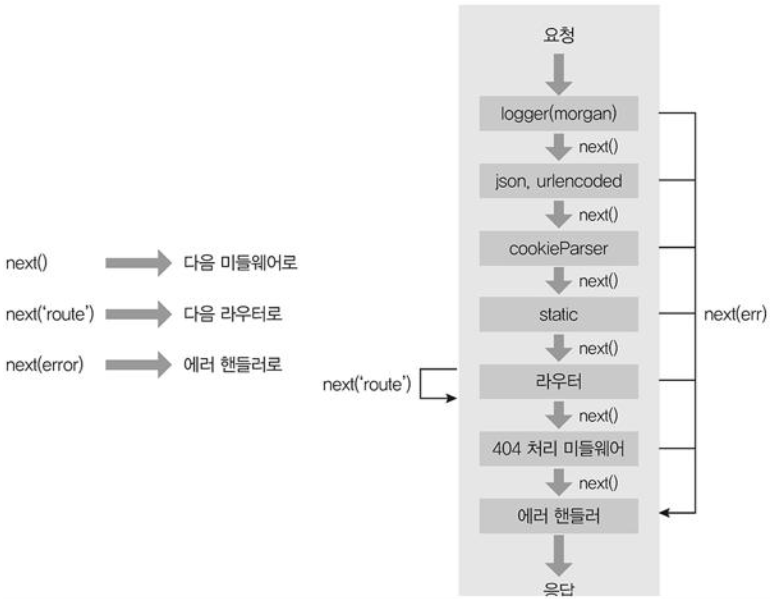 next() 다음 미들웨어로
next(‘route’) 다음 라우터로
next(error) 에러 핸들러로
요청
logger(morgan)
next()
json, urlencoded
next()
cookieParser
next()
static
next()
라우터
next()
404 처리 미들웨어
next()
에러 핸들러
응답
next(‘route’)
next(err)